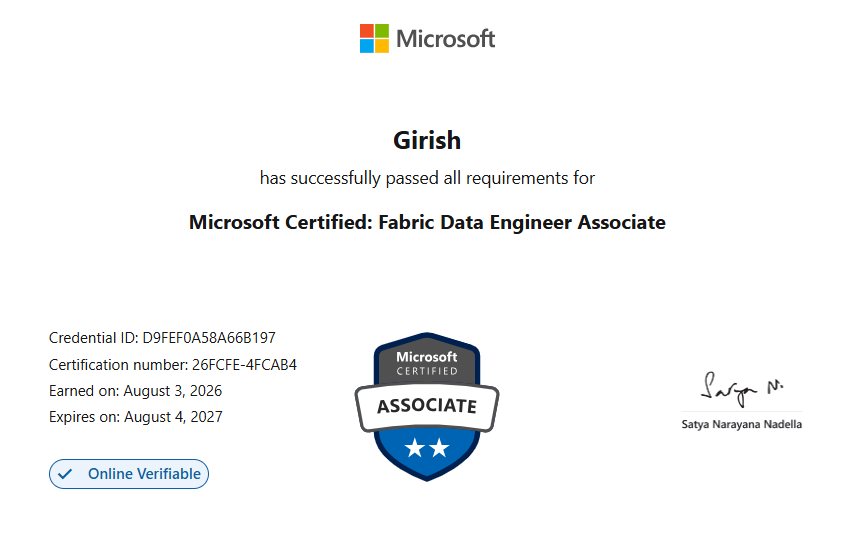 Microsoft
Girish
has successfully passed all requirements for
Microsoft Certified: Fabric Data Engineer Associate
Credential ID: D9FEF0A58A66B197
Certification number: 26FCFE-4FCAB4
Earned on: August 3, 2026
Expires on: August 4, 2027
Online Verifiable
Microsoft
CERTIFIED
ASSOCIATE
Satya N.
Satya Narayana Nadella